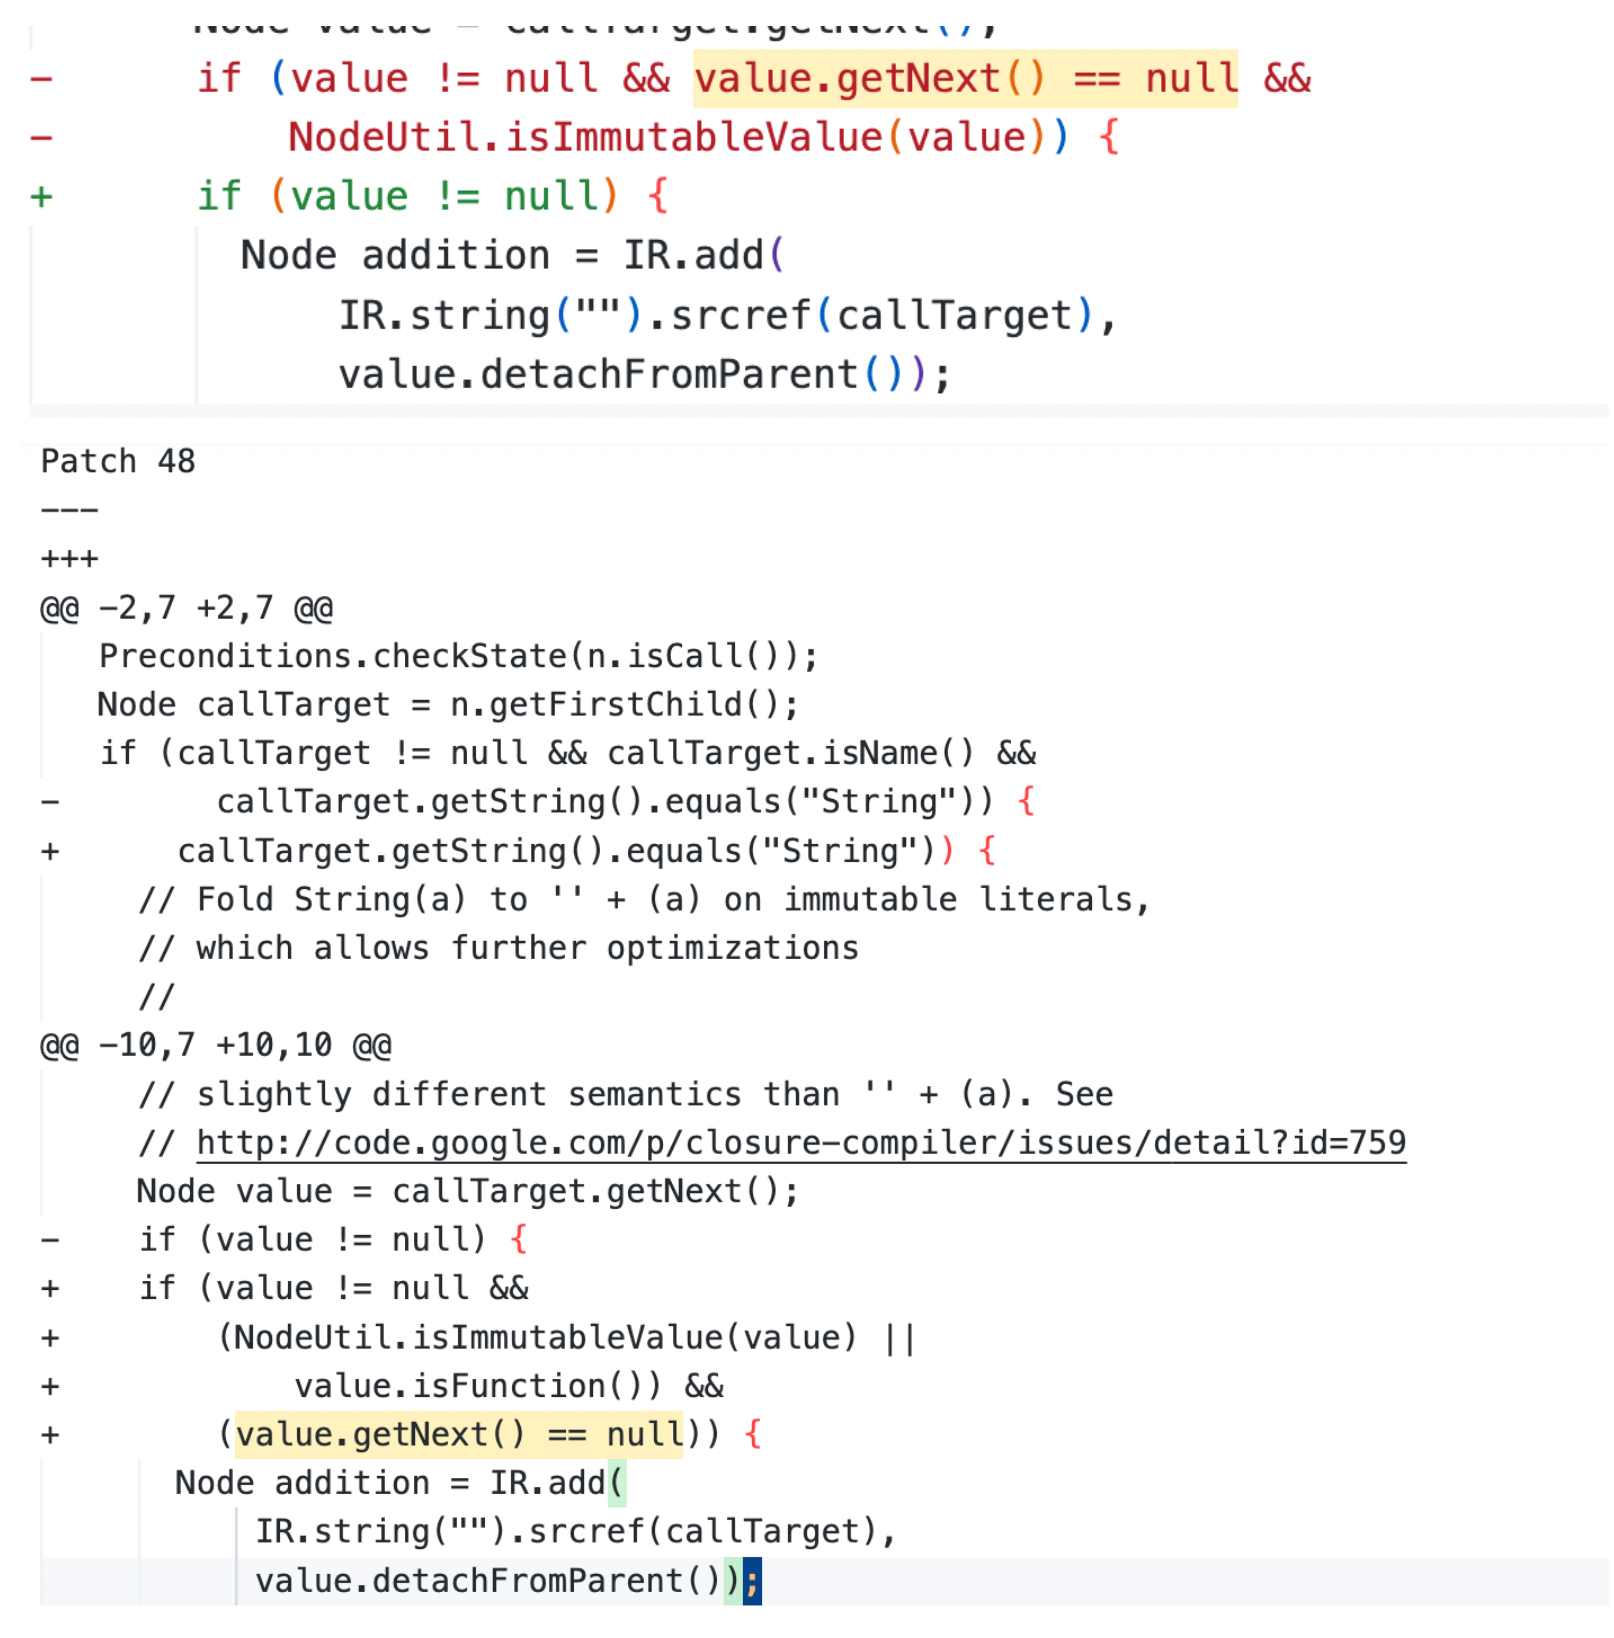 Node value = callTarget.getNext();
-      if (value != null && value.getNext() == null &&
-          NodeUtil.isImmutableValue(value)) {
+      if (value != null) {
Node addition = IR.add(
IR.string("").srcref(callTarget),
value.detachFromParent());
Patch 48
---
+++
@@ -2,7 +2,7 @@
Preconditions.checkState(n.isCall());
Node callTarget = n.getFirstChild();
if (callTarget != null && callTarget.isName() &&
-        callTarget.getString().equals("String")) {
+      callTarget.getString().equals("String")) {
// Fold String(a) to '' + (a) on immutable literals,
// which allows further optimizations
//
@@ -10,7 +10,10 @@
// slightly different semantics than '' + (a). See
// http://code.google.com/p/closure-compiler/issues/detail?id=759
Node value = callTarget.getNext();
-    if (value != null) {
+    if (value != null &&
+        (NodeUtil.isImmutableValue(value) ||
+            value.isFunction()) &&
+        (value.getNext() == null)) {
Node addition = IR.add(
IR.string("").srcref(callTarget),
value.detachFromParent());